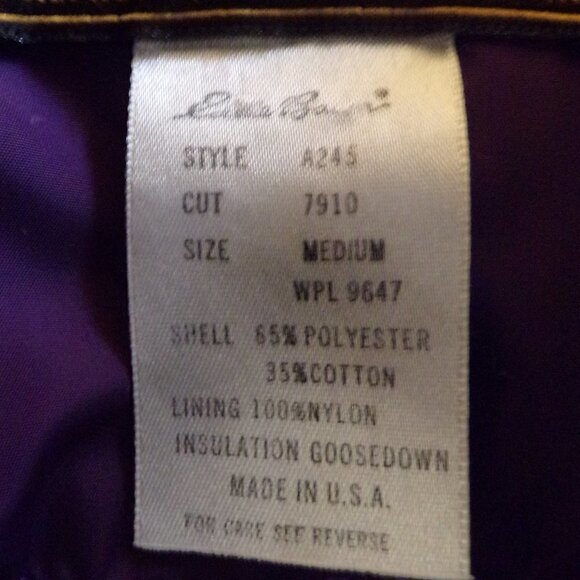 Eddie Bauer
STYLE A245
CUT 7910
SIZE MEDIUM
WPL 9647
SHELL 65% POLYESTER
35%COTTON
LINING 100%NYLON
INSULATION GOOSEDOWN
MADE IN U.S.A.
FOR CARE SEE REVERSE